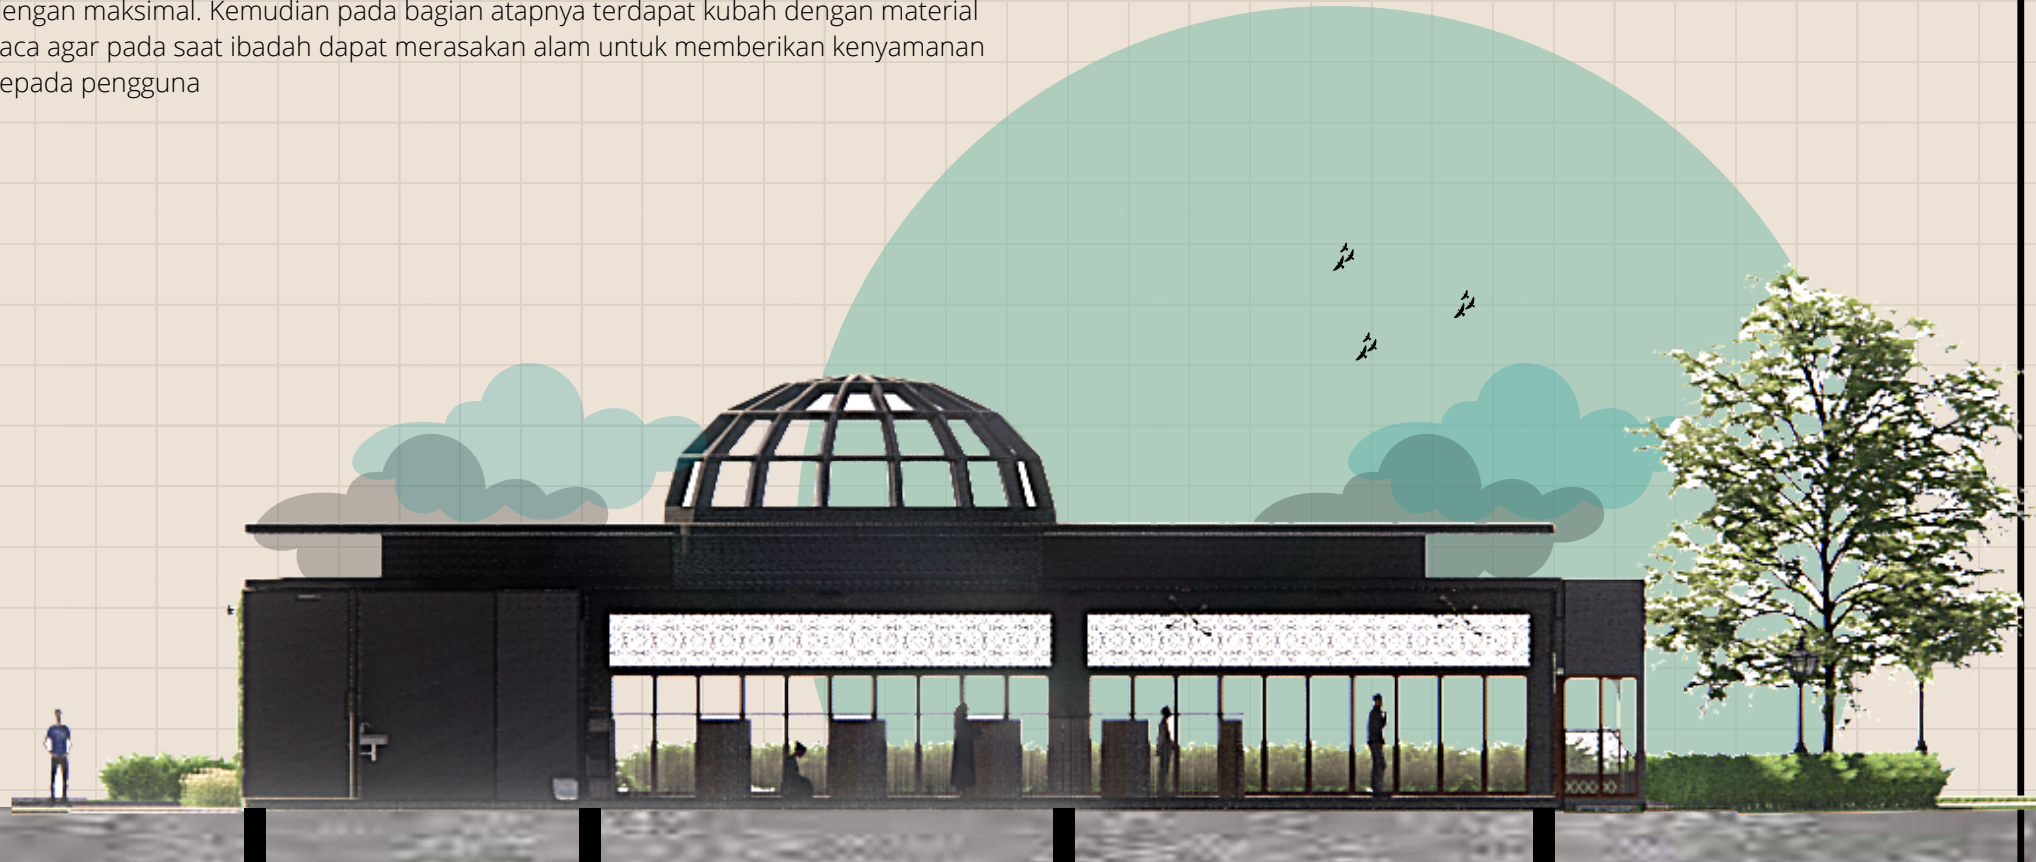 engan maksimal. Kemudian pada bagian atapnya terdapat kubah dengan material
aca agar pada saat ibadah dapat merasakan alam untuk memberikan kenyamanan
epada pengguna